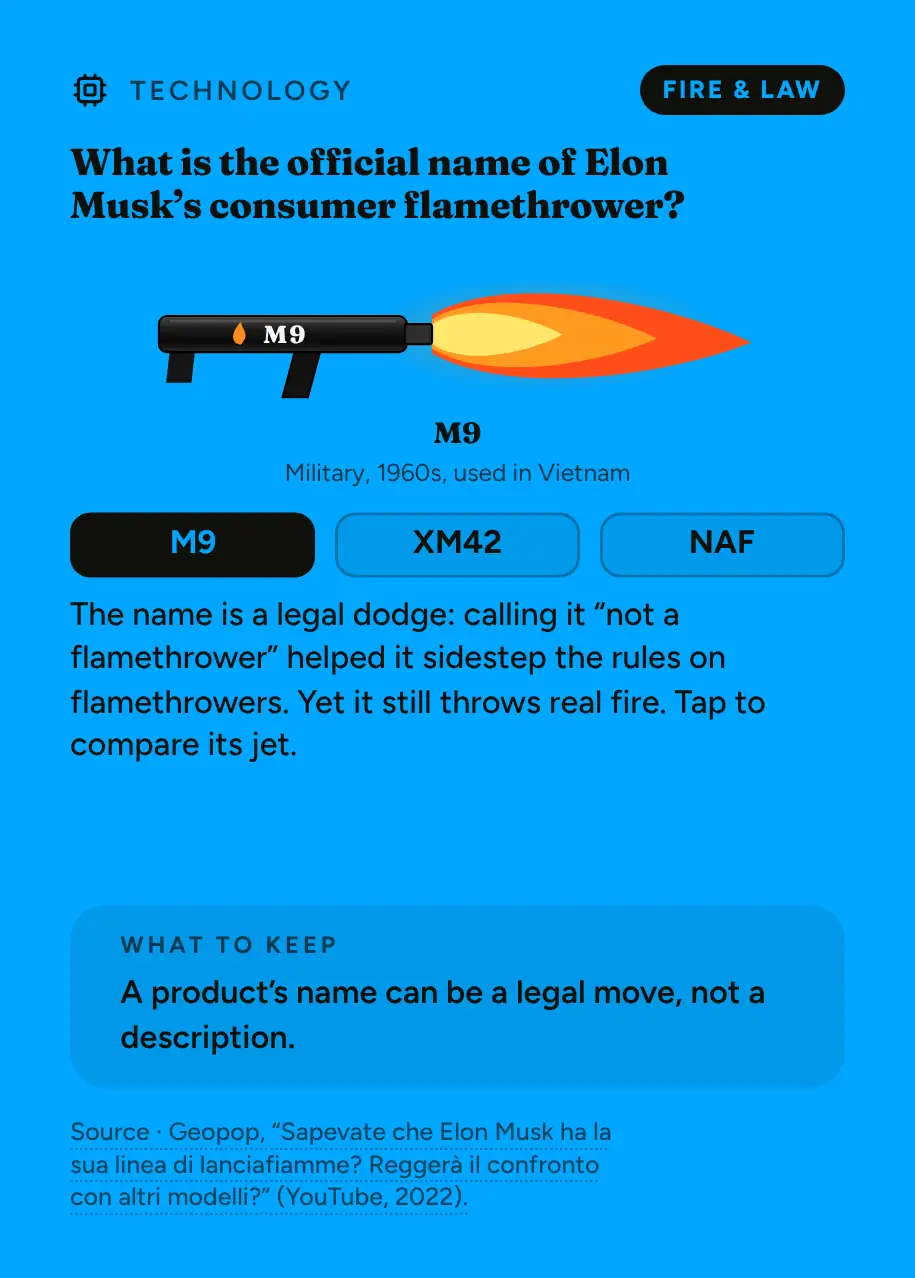 TECHNOLOGY
FIRE & LAW
What is the official name of Elon
Musk’s consumer flamethrower?
M9
M9
Military, 1960s, used in Vietnam
M9
XM42
NAF
The name is a legal dodge: calling it “not a
flamethrower” helped it sidestep the rules on
flamethrowers. Yet it still throws real fire. Tap to
compare its jet.
WHAT TO KEEP
A product’s name can be a legal move, not a
description.
Source · Geopop, “Sapevate che Elon Musk ha la
sua linea di lanciafiamme? Reggerà il confronto
con altri modelli?” (YouTube, 2022).